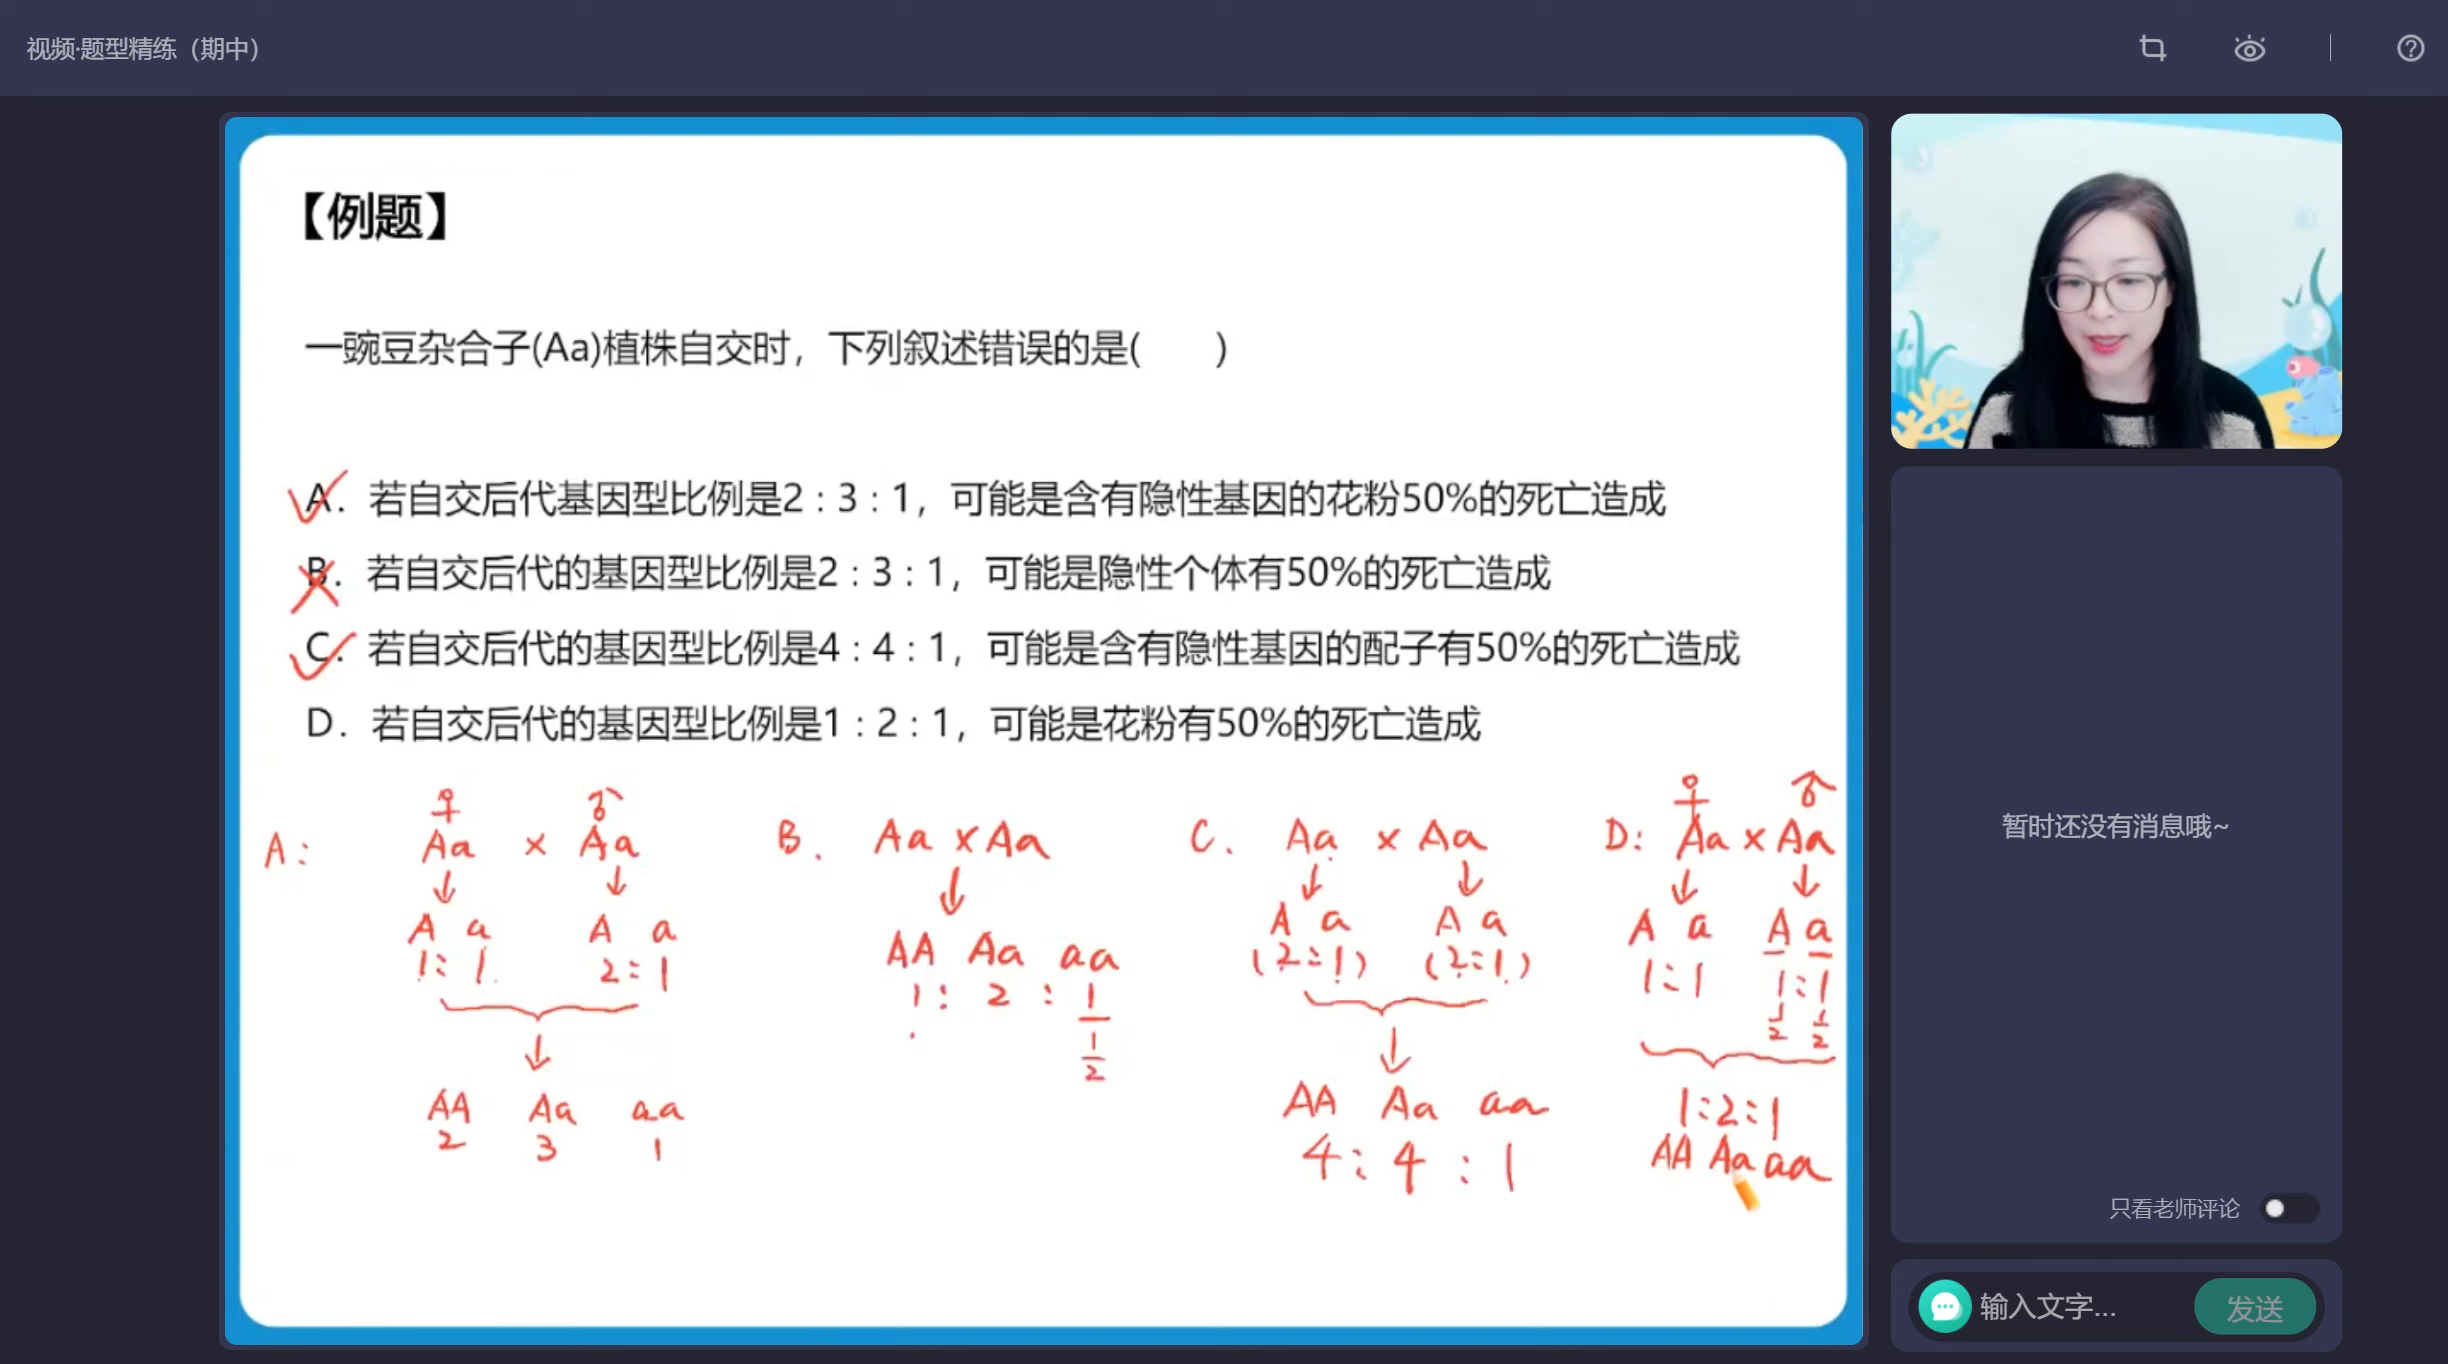 视频·题型精练（期中）
【例题】
一豌豆杂合子(Aa)植株自交时，下列叙述错误的是(　　)
A．若自交后代基因型比例是2：3：1，可能是含有隐性基因的花粉50%的死亡造成
B．若自交后代的基因型比例是2：3：1，可能是隐性个体有50%的死亡造成
C．若自交后代的基因型比例是4：4：1，可能是含有隐性基因的配子有50%的死亡造成
D．若自交后代的基因型比例是1：2：1，可能是花粉有50%的死亡造成
A: ♀ ♂
Aa × Aa
↓ ↓
A a A a
1:1 2:1
↓
AA Aa aa
2 3 1
B. Aa × Aa
↓
AA Aa aa
1:2:1
1/2
C. Aa × Aa
↓ ↓
A a A a
(2:1) (2:1)
↓
AA Aa aa
4:4:1
♀ ♂
D: Aa × Aa
↓ ↓
A a A a
1:1 1:1
1/2 1/2
1:2:1
AA Aa aa
暂时还没有消息哦~
只看老师评论
输入文字...
发送